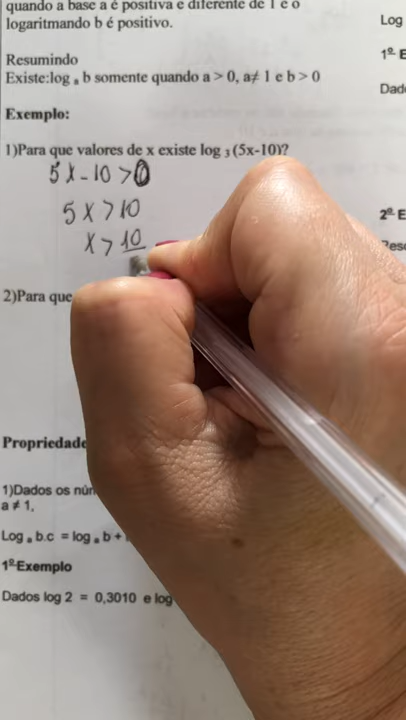 quando a base a é positiva e diferente de 1 e o
logaritmando b é positivo.
Resumindo
Existe:log a b somente quando a > 0, a≠ 1 e b > 0
Exemplo:
1)Para que valores de x existe log 3 (5x-10)?
5x-10>0
5x>10
x>10
2)Para que
Propriedade
1)Dados os
a ≠ 1,
Log a b.c = log a b +
1º Exemplo
Dados log 2 = 0,3010 e log
Log
1º E
Dad
2º E